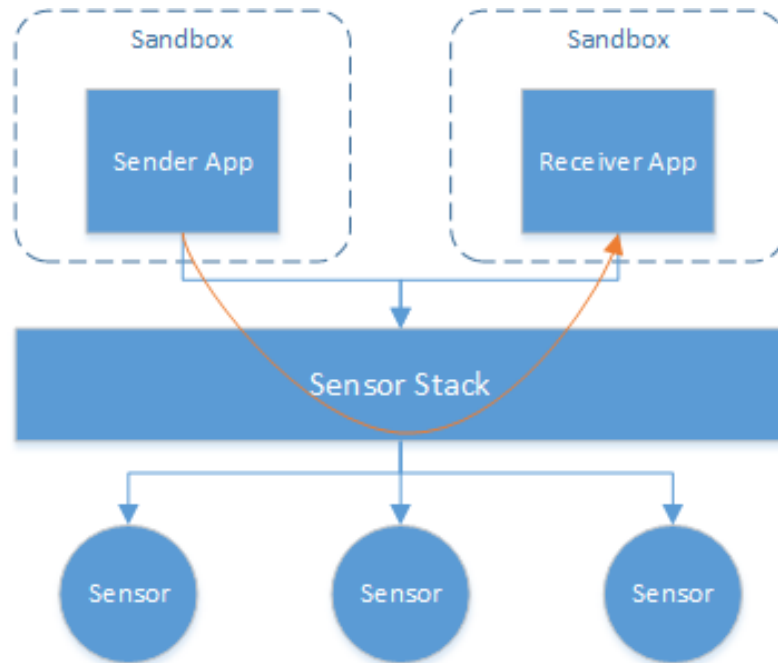 Sandbox
Sandbox
Sender App
Receiver App
Sensor Stack
Sensor
Sensor
Sensor